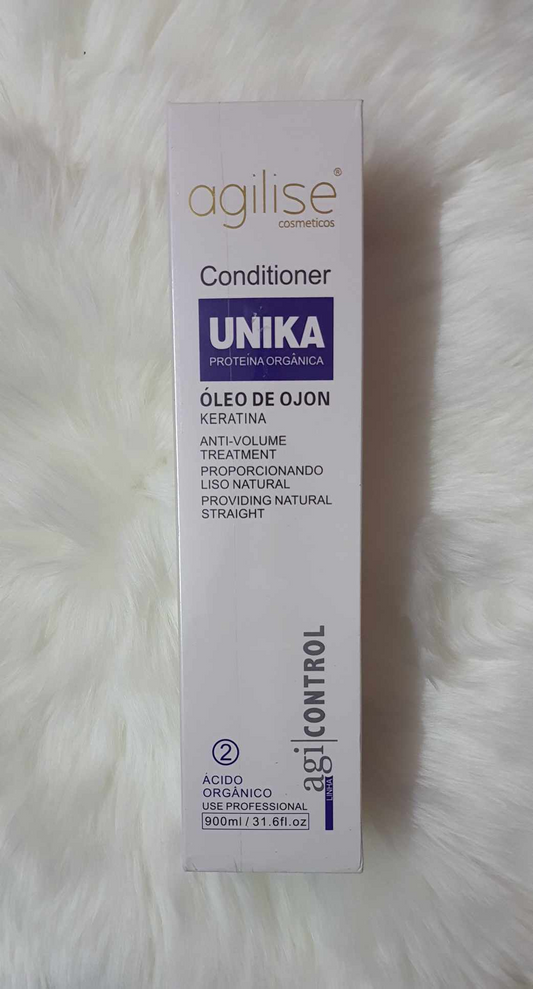 agilise®
cosmeticos
Conditioner
UNIKA
PROTEÍNA ORGÂNICA
ÓLEO DE OJON
KERATINA
ANTI-VOLUME
TREATMENT
PROPORCIONANDO
LISO NATURAL
PROVIDING NATURAL
STRAIGHT
LINHA
agi|CONTROL
2
ÁCIDO
ORGÂNICO
USE PROFESSIONAL
900ml / 31.6fl.oz